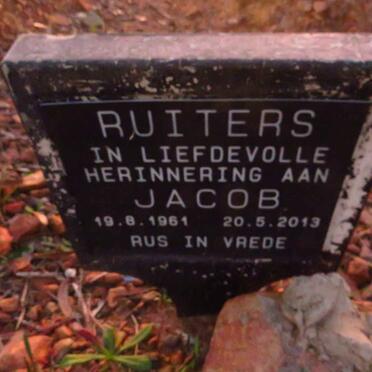 RUITERS
IN LIEFDEVOLLE
HERINNERING AAN
JACOB
19.8.1961 20.5.2013
RUS IN VREDE